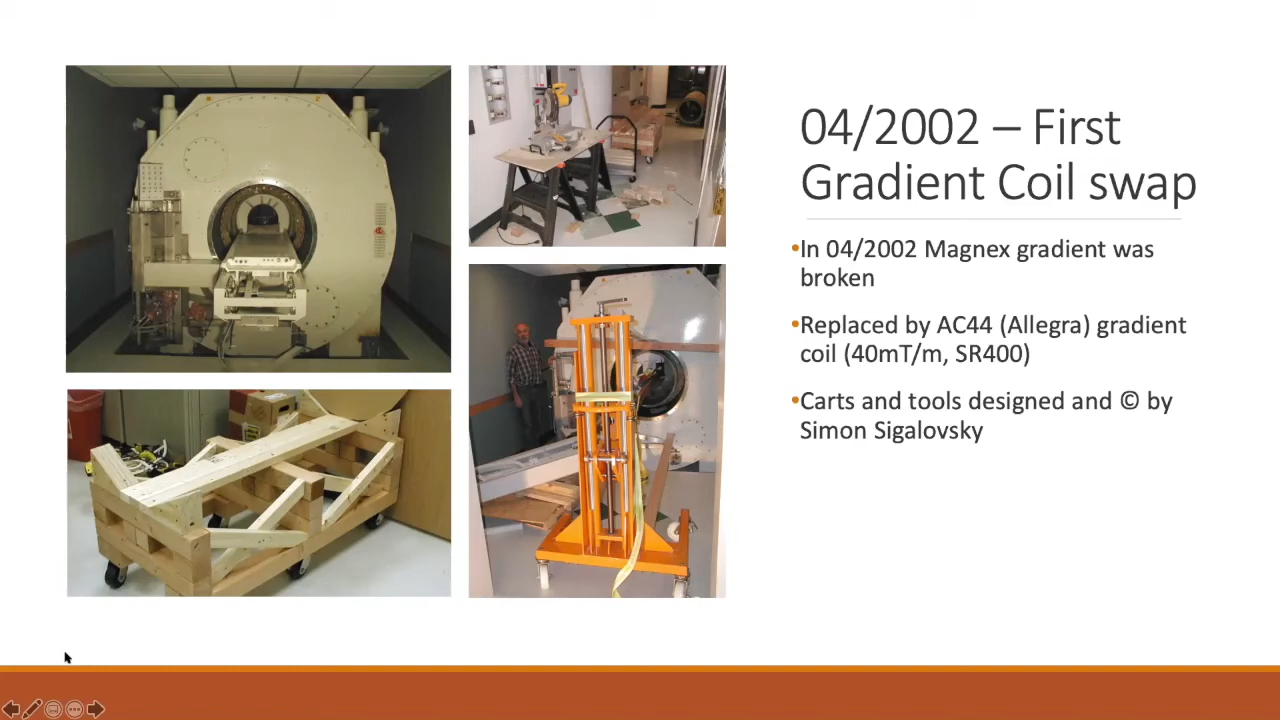 04/2002 – First
Gradient Coil swap
•In 04/2002 Magnex gradient was
broken
•Replaced by AC44 (Allegra) gradient
coil (40mT/m, SR400)
•Carts and tools designed and © by
Simon Sigalovsky